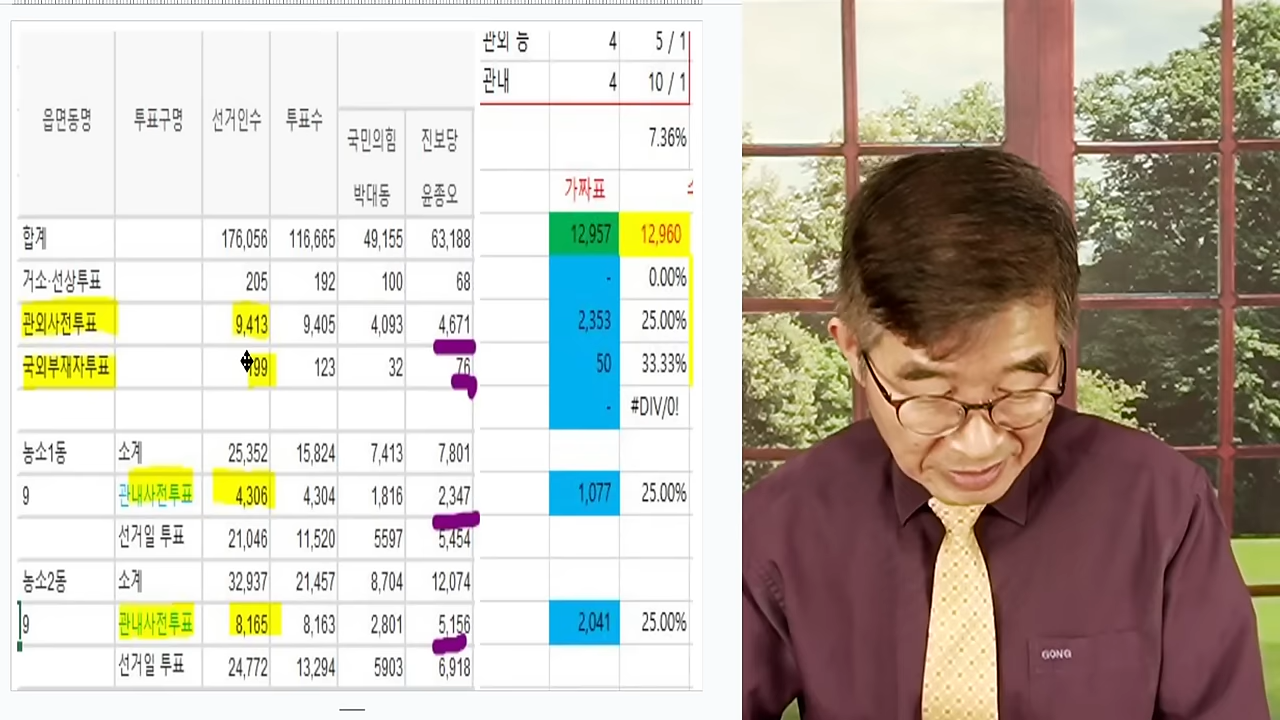 관외 등 4 5 / 1
관내 4 10 / 1
읍면동명 투표구명 선거인수 투표수 국민의힘 박대동 진보당 윤종오 7.36%
가짜표
합계 176,056 116,665 49,155 63,188 12,957 12,960
거소·선상투표 205 192 100 68 - 0.00%
관외사전투표 9,413 9,405 4,093 4,671 2,353 25.00%
국외부재자투표 199 123 32 76 50 33.33%
- #DIV/0!
농소1동 소계 25,352 15,824 7,413 7,801
9 관내사전투표 4,306 4,304 1,816 2,347 1,077 25.00%
선거일 투표 21,046 11,520 5597 5,454
농소2동 소계 32,937 21,457 8,704 12,074
9 관내사전투표 8,165 8,163 2,801 5,156 2,041 25.00%
선거일 투표 24,772 13,294 5903 6,918
GONG